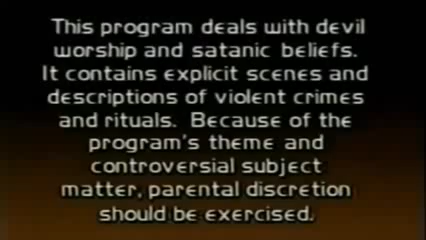 This program deals with devil
worship and satanic beliefs.
It contains explicit scenes and
descriptions of violent crimes
and rituals. Because of the
program's theme and
controversial subject
matter, parental discretion
should be exercised.